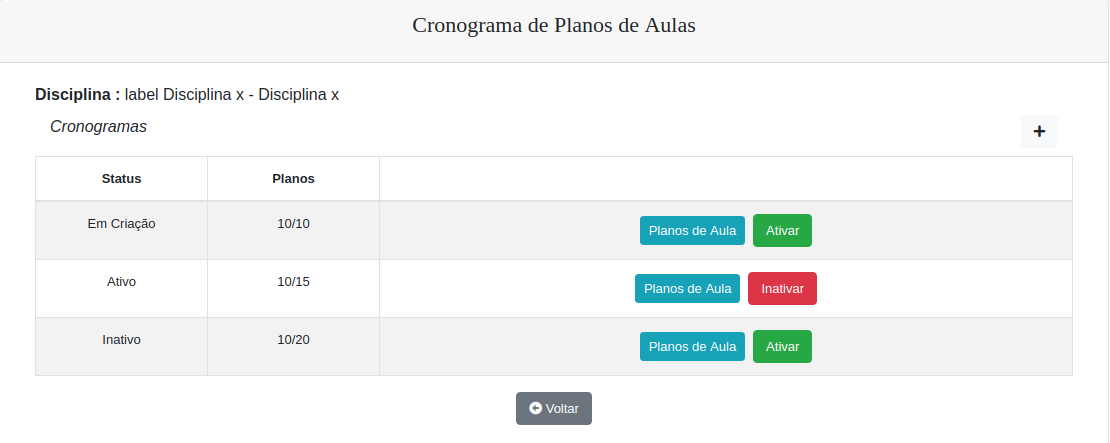 Cronograma de Planos de Aulas
Disciplina : label Disciplina x - Disciplina x
Cronogramas
+
Status Planos
Em Criação 10/10 Planos de Aula Ativar
Ativo 10/15 Planos de Aula Inativar
Inativo 10/20 Planos de Aula Ativar
Voltar